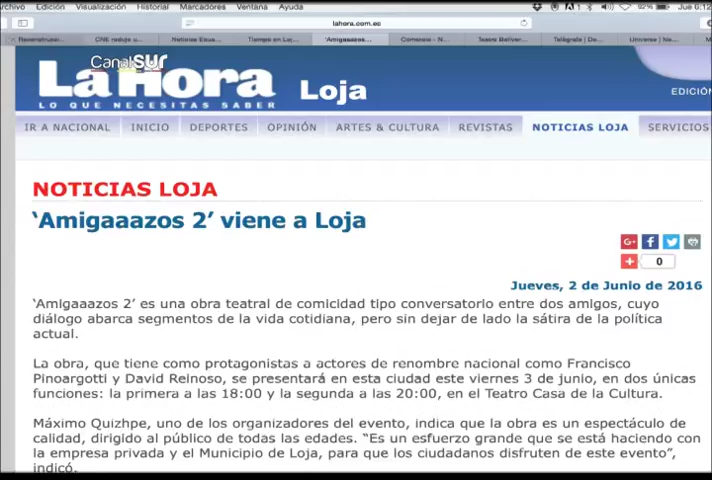 Edición Visualización Historial Marcadores Ventana Ayuda
lahora.com.ec
'Amigaaazos...
CanalSUR
La Hora
LO QUE NECESITAS SABER
Loja
EDICIÓN
IR A NACIONAL INICIO DEPORTES OPINIÓN ARTES & CULTURA REVISTAS NOTICIAS LOJA SERVICIOS
NOTICIAS LOJA
‘Amigaaazos 2’ viene a Loja
0
Jueves, 2 de Junio de 2016
‘Amigaaazos 2’ es una obra teatral de comicidad tipo conversatorio entre dos amigos, cuyo
diálogo abarca segmentos de la vida cotidiana, pero sin dejar de lado la sátira de la política
actual.
La obra, que tiene como protagonistas a actores de renombre nacional como Francisco
Pinoargotti y David Reinoso, se presentará en esta ciudad este viernes 3 de junio, en dos únicas
funciones: la primera a las 18:00 y la segunda a las 20:00, en el Teatro Casa de la Cultura.
Máximo Quizhpe, uno de los organizadores del evento, indica que la obra es un espectáculo de
calidad, dirigido al público de todas las edades. “Es un esfuerzo grande que se está haciendo con
la empresa privada y el Municipio de Loja, para que los ciudadanos disfruten de este evento”,
indicó.